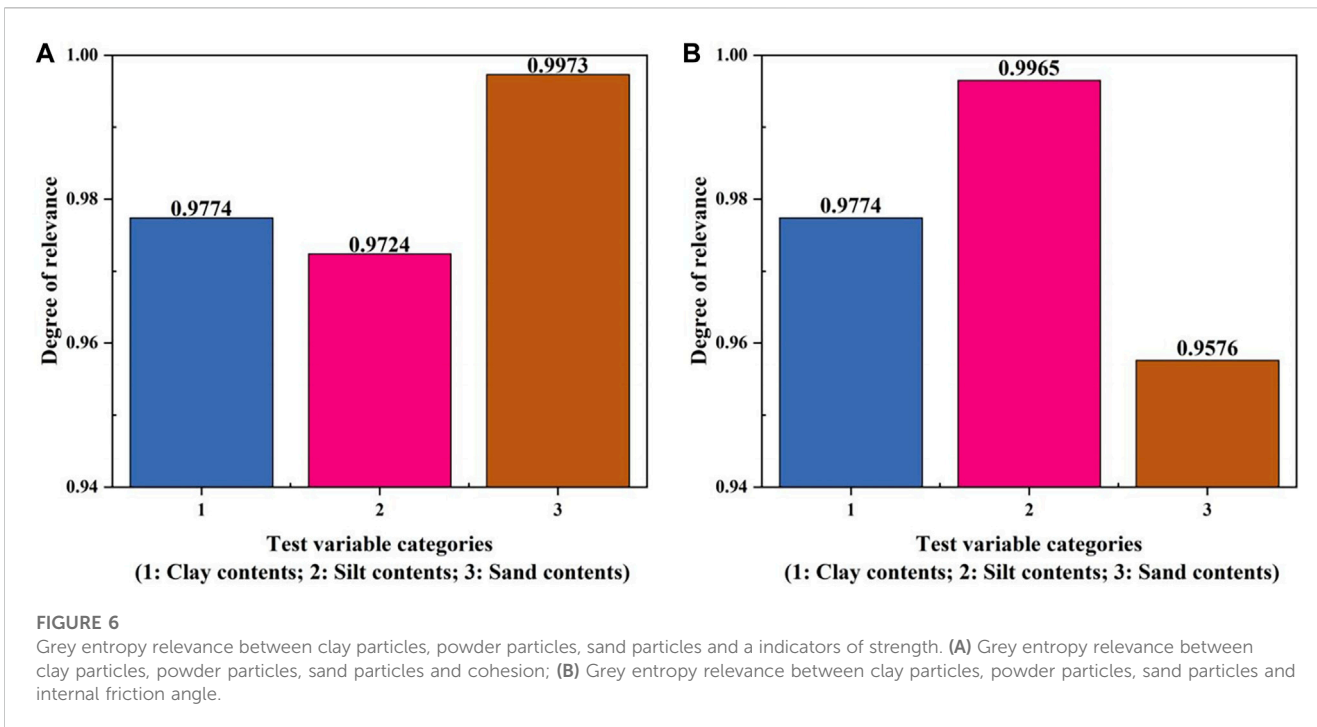 A
1.00
0.98
0.96
0.94
Degree of relevance
0.9774
0.9724
0.9973
1
2
3
Test variable categories
(1: Clay contents; 2: Silt contents; 3: Sand contents)
B
1.00
0.98
0.96
0.94
Degree of relevance
0.9774
0.9965
0.9576
1
2
3
Test variable categories
(1: Clay contents; 2: Silt contents; 3: Sand contents)
FIGURE 6
Grey entropy relevance between clay particles, powder particles, sand particles and a indicators of strength. (A) Grey entropy relevance between
clay particles, powder particles, sand particles and cohesion; (B) Grey entropy relevance between clay particles, powder particles, sand particles and
internal friction angle.